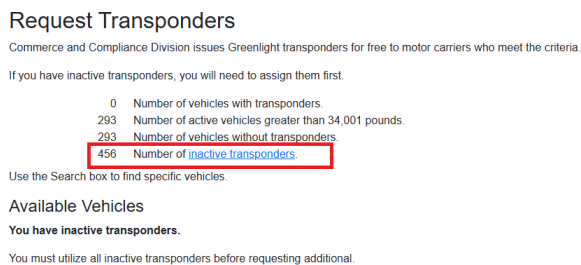 Request Transponders
Commerce and Compliance Division issues Greenlight transponders for free to motor carriers who meet the criteria.
If you have inactive transponders, you will need to assign them first.
0 Number of vehicles with transponders.
293 Number of active vehicles greater than 34,001 pounds.
293 Number of vehicles without transponders.
456 Number of inactive transponders.
Use the Search box to find specific vehicles.
Available Vehicles
You have inactive transponders.
You must utilize all inactive transponders before requesting additional.